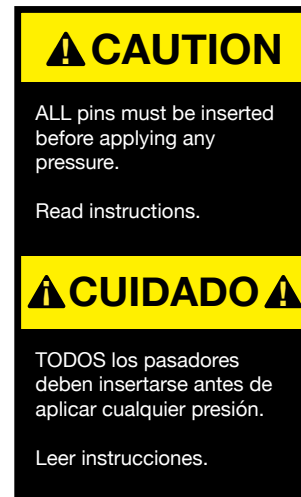 CAUTION
ALL pins must be inserted
before applying any
pressure.
Read instructions.
CUIDADO
TODOS los pasadores
deben insertarse antes de
aplicar cualquier presión.
Leer instrucciones.